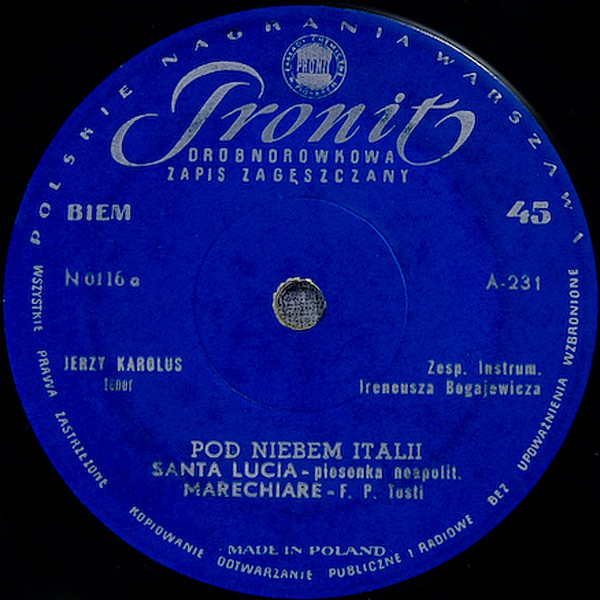 POLSKIE NAGRANIA WARSZAWA
PRONIT
Pronit
DROBNOROWKOWA
ZAPIS ZAGĘSZCZANY
BIEM
45
N 0116 a
A-231
JERZY KAROLUS
tenor
Zesp. Instrum.
Ireneusza Bogajewicza
POD NIEBEM ITALII
SANTA LUCIA - piosenka neapolit.
MARECHIARE - F. P. Tosti
MADE IN POLAND
WSZYSTKIE PRAWA ZASTRZEŻONE KOPIOWANIE ODTWARZANIE PUBLICZNE I RADIOWE BEZ UPOWAŻNIENIA WZBRONIONE